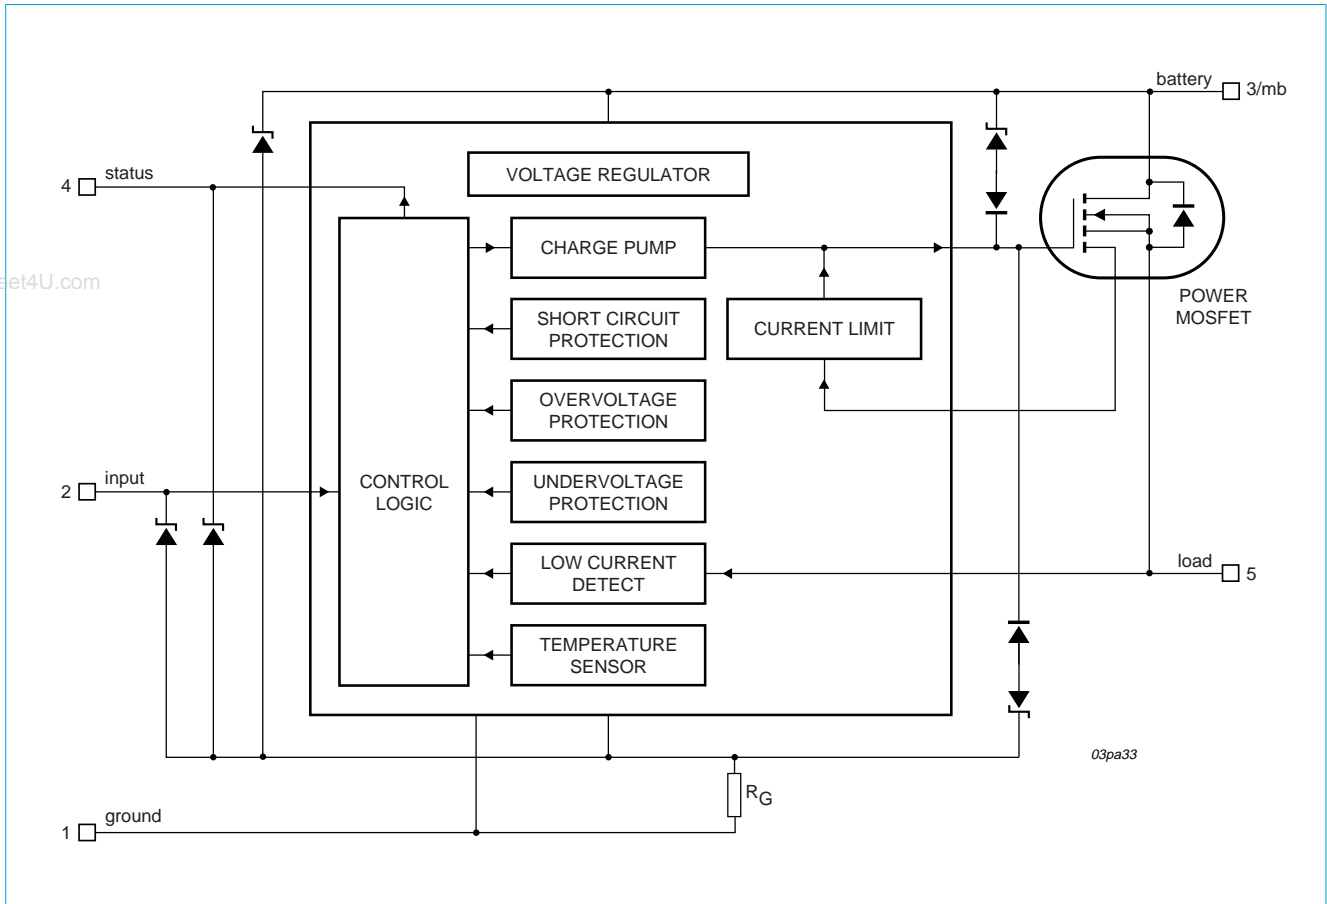 battery
3/mb
4
status
VOLTAGE REGULATOR
CHARGE PUMP
eet4U.com
POWER
MOSFET
SHORT CIRCUIT
PROTECTION
CURRENT LIMIT
OVERVOLTAGE
PROTECTION
2
input
CONTROL
LOGIC
UNDERVOLTAGE
PROTECTION
LOW CURRENT
DETECT
load
5
TEMPERATURE
SENSOR
03pa33
RG
1
ground